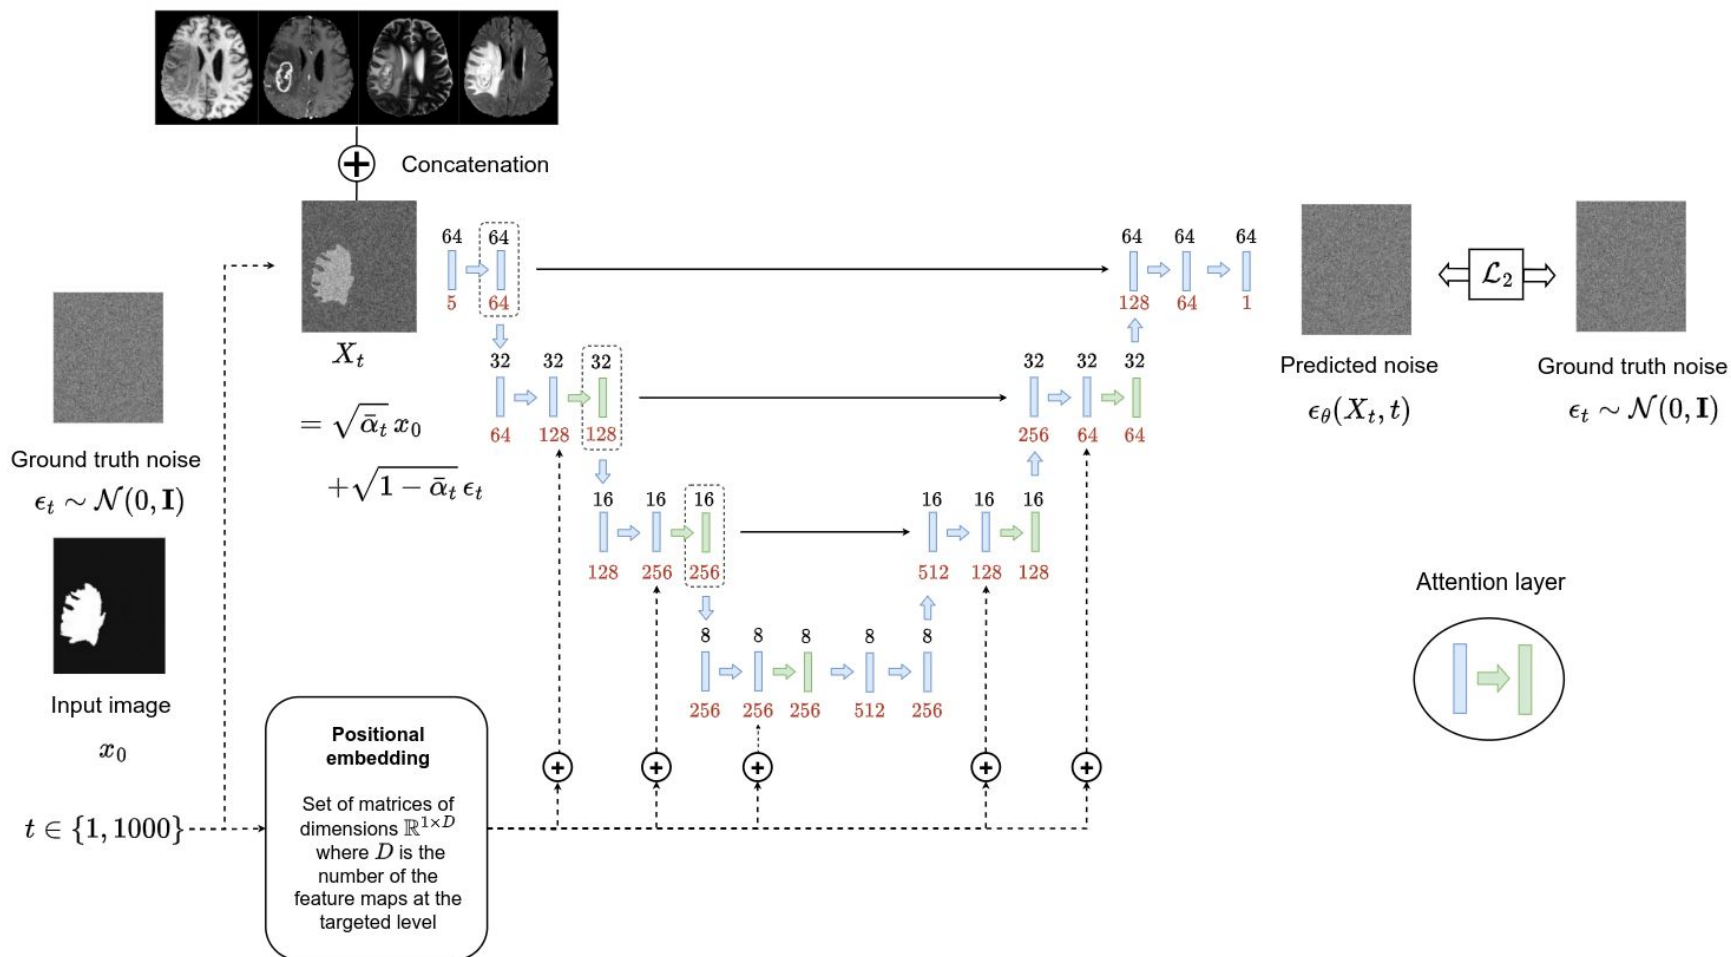 Concatenation
64 64
5 64
64 64 64
128 64 1
𝓛₂
X_t
= √ᾱ_t x_0
+√1 − ᾱ_t ϵ_t
32 32 32
64 128 128
32 32 32
256 64 64
Predicted noise
ϵ_θ(X_t, t)
Ground truth noise
ϵ_t ∼ 𝒩(0, I)
Ground truth noise
ϵ_t ∼ 𝒩(0, I)
16 16 16
128 256 256
16 16 16
512 128 128
8 8 8 8 8
256 256 256 512 256
Attention layer
Input image
x_0
t ∈ {1, 1000}
Positional
embedding
Set of matrices of
dimensions ℝ^{1×D}
where D is the
number of the
feature maps at the
targeted level